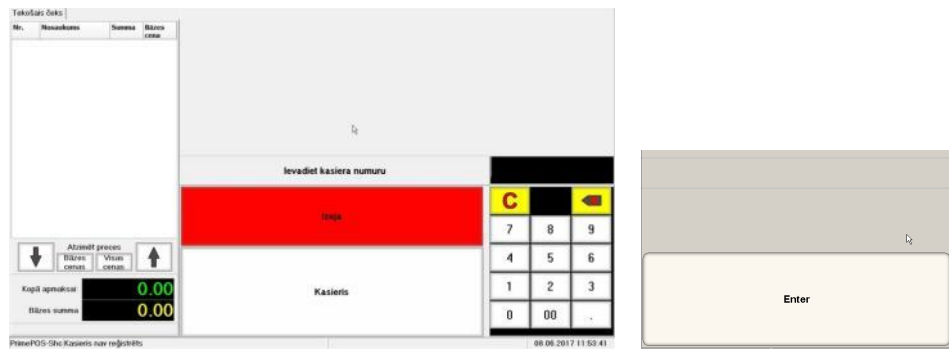 Tekošais čeks
Nr. Nosaukums Summa Bāzes cena
Ievadiet kasiera numuru
Izeja
C
7 8 9
4 5 6
1 2 3
0 00 .
Kasieris
Atzīmēt preces
Bāzes cenas Visas cenas
Kopā apmaksai 0.00
Bāzes summa 0.00
PrimePOS-Sho Kasieris nav reģistrēts 08.06.2017 11:53:41
Enter